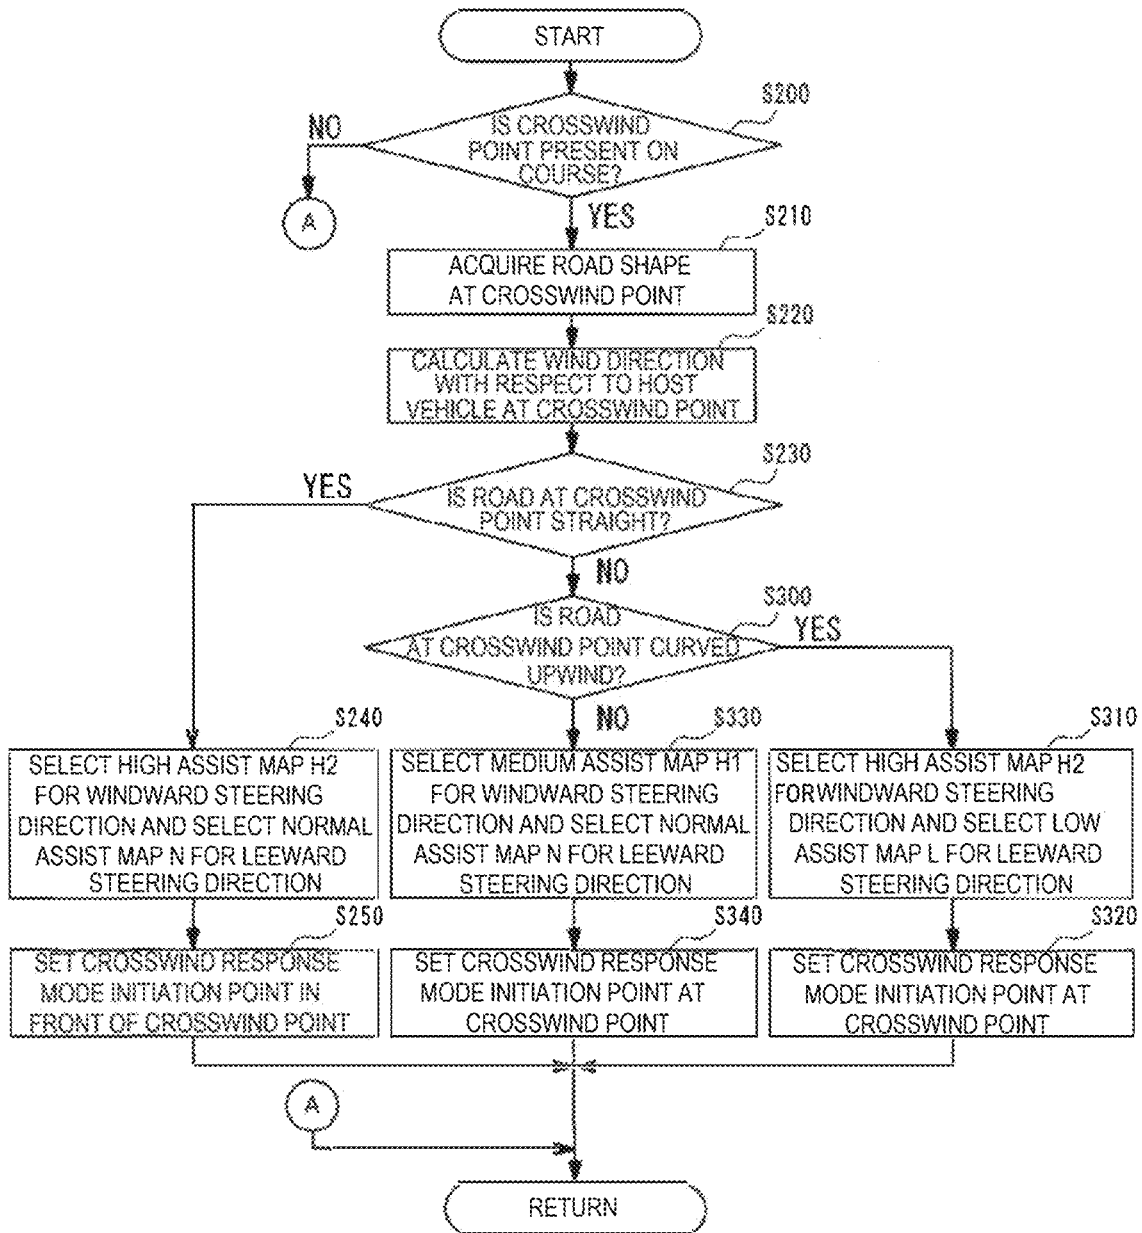 START
S200
IS CROSSWIND
POINT PRESENT ON
COURSE?
NO
A
YES
S210
ACQUIRE ROAD SHAPE
AT CROSSWIND POINT
S220
CALCULATE WIND DIRECTION
WITH RESPECT TO HOST
VEHICLE AT CROSSWIND POINT
S230
YES
IS ROAD AT CROSSWIND
POINT STRAIGHT?
NO
S300
IS ROAD
AT CROSSWIND POINT CURVED
UPWIND?
YES
NO
S240
SELECT HIGH ASSIST MAP H2
FOR WINDWARD STEERING
DIRECTION AND SELECT NORMAL
ASSIST MAP N FOR LEEWARD
STEERING DIRECTION
S330
SELECT MEDIUM ASSIST MAP H1
FOR WINDWARD STEERING
DIRECTION AND SELECT NORMAL
ASSIST MAP N FOR LEEWARD
STEERING DIRECTION
S310
SELECT HIGH ASSIST MAP H2
FOR WINDWARD STEERING
DIRECTION AND SELECT LOW
ASSIST MAP L FOR LEEWARD
STEERING DIRECTION
S250
SET CROSSWIND RESPONSE
MODE INITIATION POINT IN
FRONT OF CROSSWIND POINT
S340
SET CROSSWIND RESPONSE
MODE INITIATION POINT AT
CROSSWIND POINT
S320
SET CROSSWIND RESPONSE
MODE INITIATION POINT AT
CROSSWIND POINT
A
RETURN